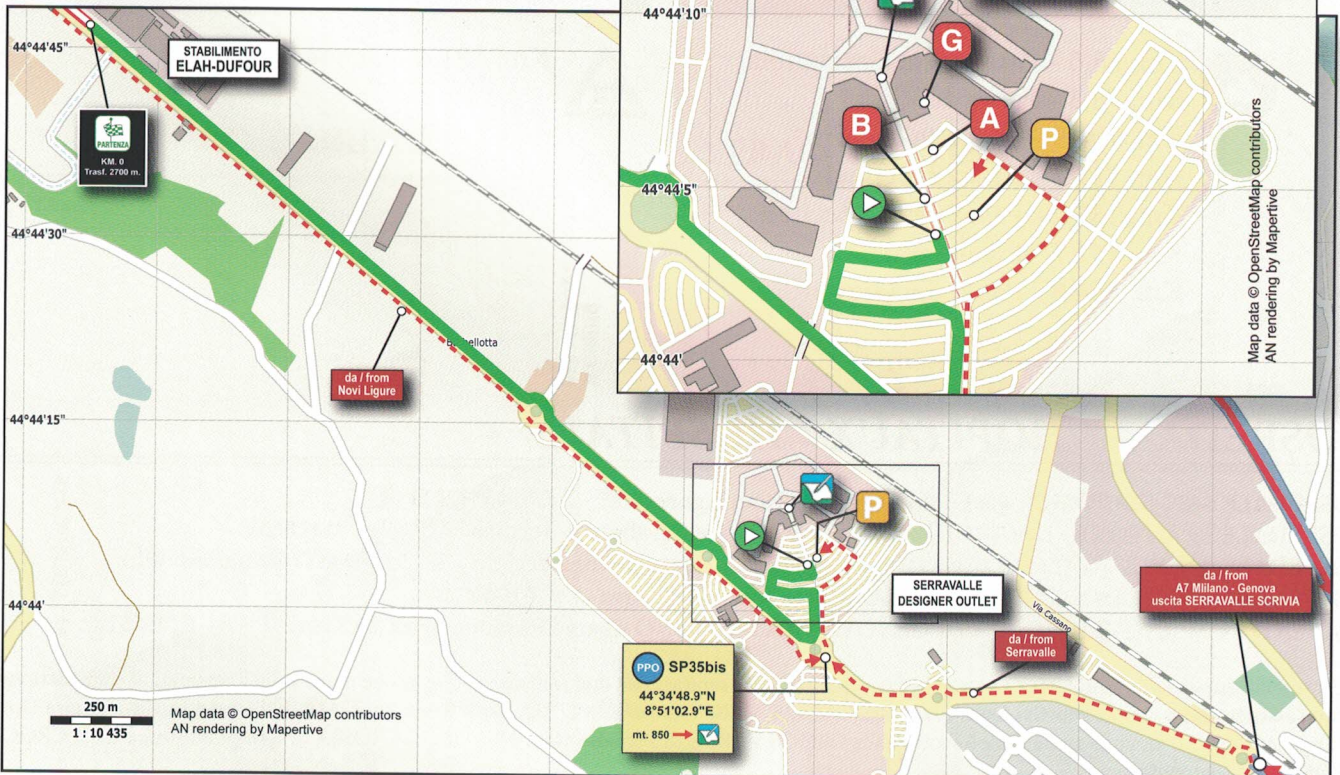 44°44'45"
STABILIMENTO
ELAH-DUFOUR
PARTENZA
KM. 0
Trasf. 2700 m.
44°44'30"
da / from
Novi Ligure
44°44'15"
44°44'
250 m
1 : 10 435
Map data © OpenStreetMap contributors
AN rendering by Mapertive
44°44'10"
G
B
A
P
44°44'5"
44°44'
Map data © OpenStreetMap contributors
AN rendering by Mapertive
P
SERRAVALLE
DESIGNER OUTLET
Via Cassano
da / from
A7 MIilano - Genova
uscita SERRAVALLE SCRIVIA
da / from
Serravalle
PPO SP35bis
44°34'48.9"N
8°51'02.9"E
mt. 850